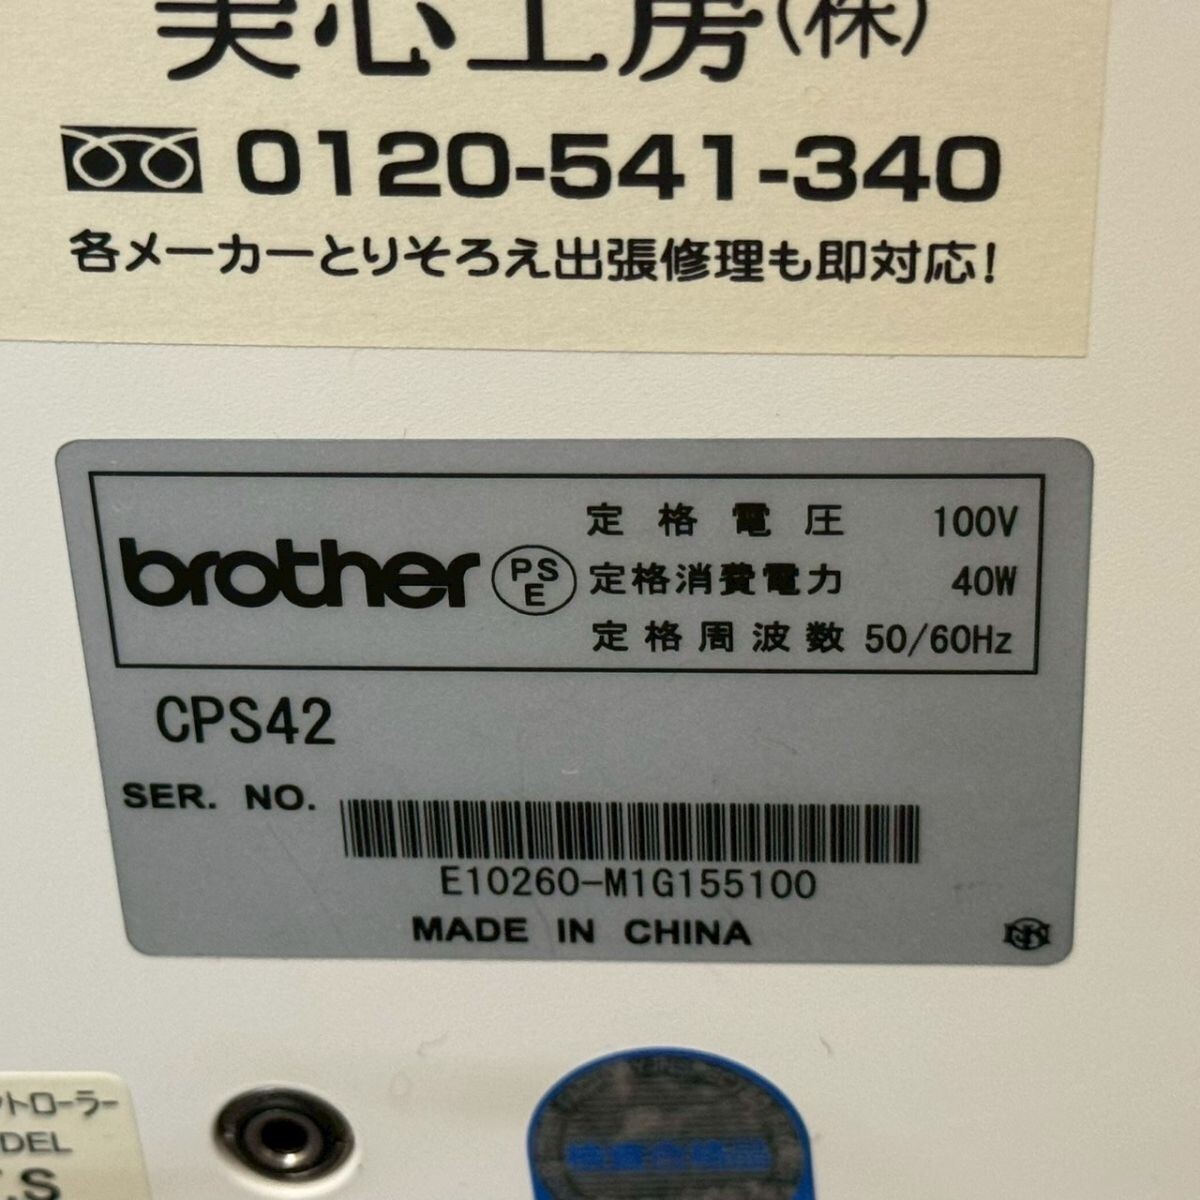 実心工房(株)
0120-541-340
各メーカーとりそろえ出張修理も即対応!
brother
PS
E
定格電圧 100V
定格消費電力 40W
定格周波数 50/60Hz
CPS42
SER. NO.
E10260-M1G155100
MADE IN CHINA
トローラー
DEL
.S